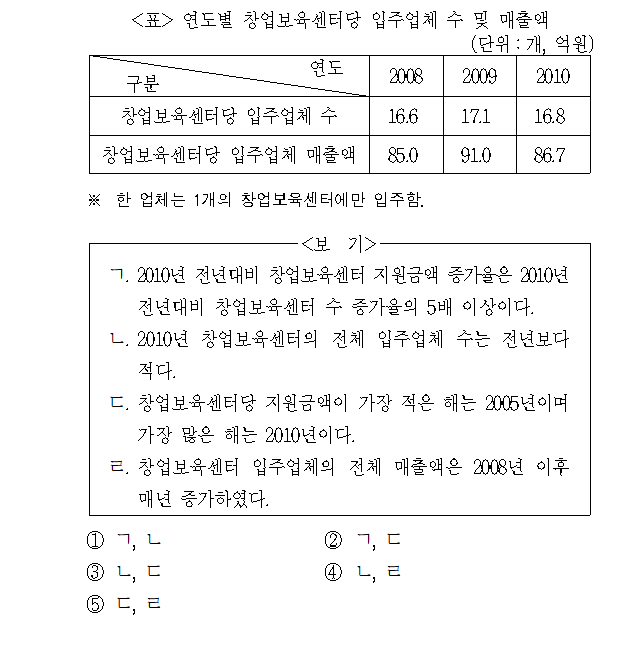 <표> 연도별 창업보육센터당 입주업체 수 및 매출액
(단위 : 개, 억원)
연도
구분
2008 2009 2010
창업보육센터당 입주업체 수 16.6 17.1 16.8
창업보육센터당 입주업체 매출액 85.0 91.0 86.7
※ 한 업체는 1개의 창업보육센터에만 입주함.
<보 기>
ㄱ. 2010년 전년대비 창업보육센터 지원금액 증가율은 2010년
전년대비 창업보육센터 수 증가율의 5배 이상이다.
ㄴ. 2010년 창업보육센터의 전체 입주업체 수는 전년보다
적다.
ㄷ. 창업보육센터당 지원금액이 가장 적은 해는 2005년이며
가장 많은 해는 2010년이다.
ㄹ. 창업보육센터 입주업체의 전체 매출액은 2008년 이후
매년 증가하였다.
① ㄱ, ㄴ ② ㄱ, ㄷ
③ ㄴ, ㄷ ④ ㄴ, ㄹ
⑤ ㄷ, ㄹ